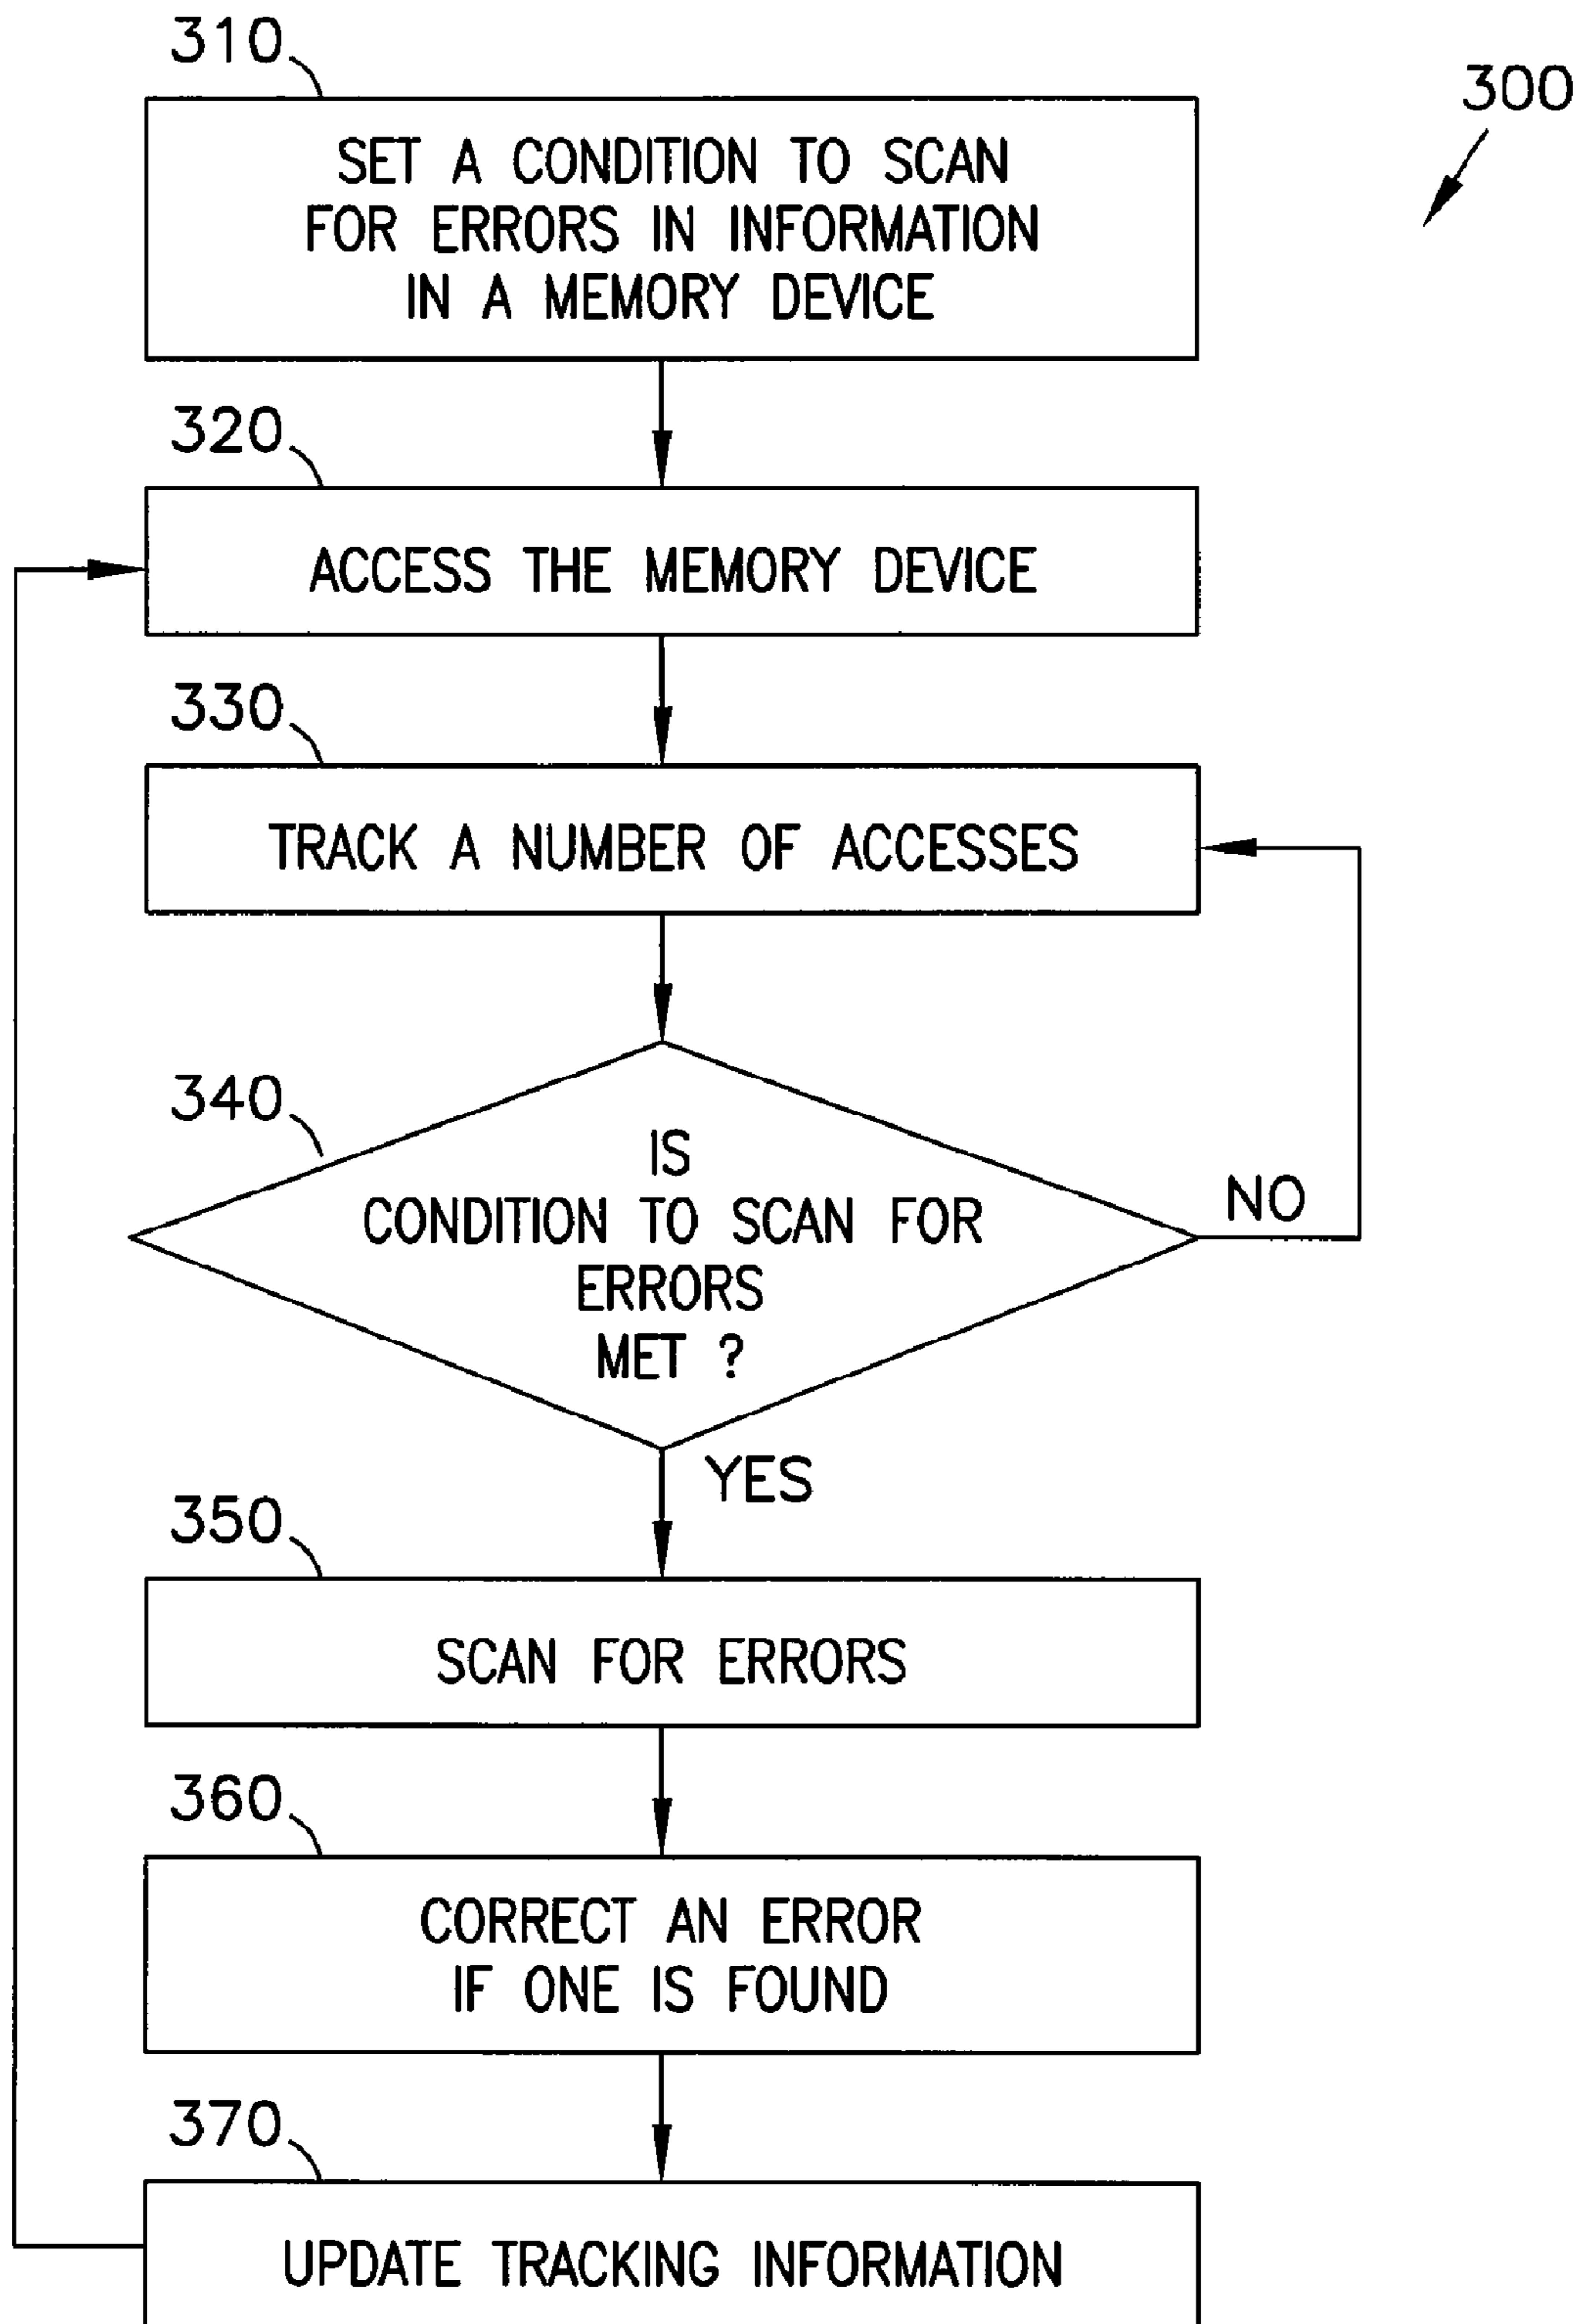 310
300
SET A CONDITION TO SCAN
FOR ERRORS IN INFORMATION
IN A MEMORY DEVICE
320
ACCESS THE MEMORY DEVICE
330
TRACK A NUMBER OF ACCESSES
340
IS
CONDITION TO SCAN FOR
ERRORS
MET ?
NO
YES
350
SCAN FOR ERRORS
360
CORRECT AN ERROR
IF ONE IS FOUND
370
UPDATE TRACKING INFORMATION